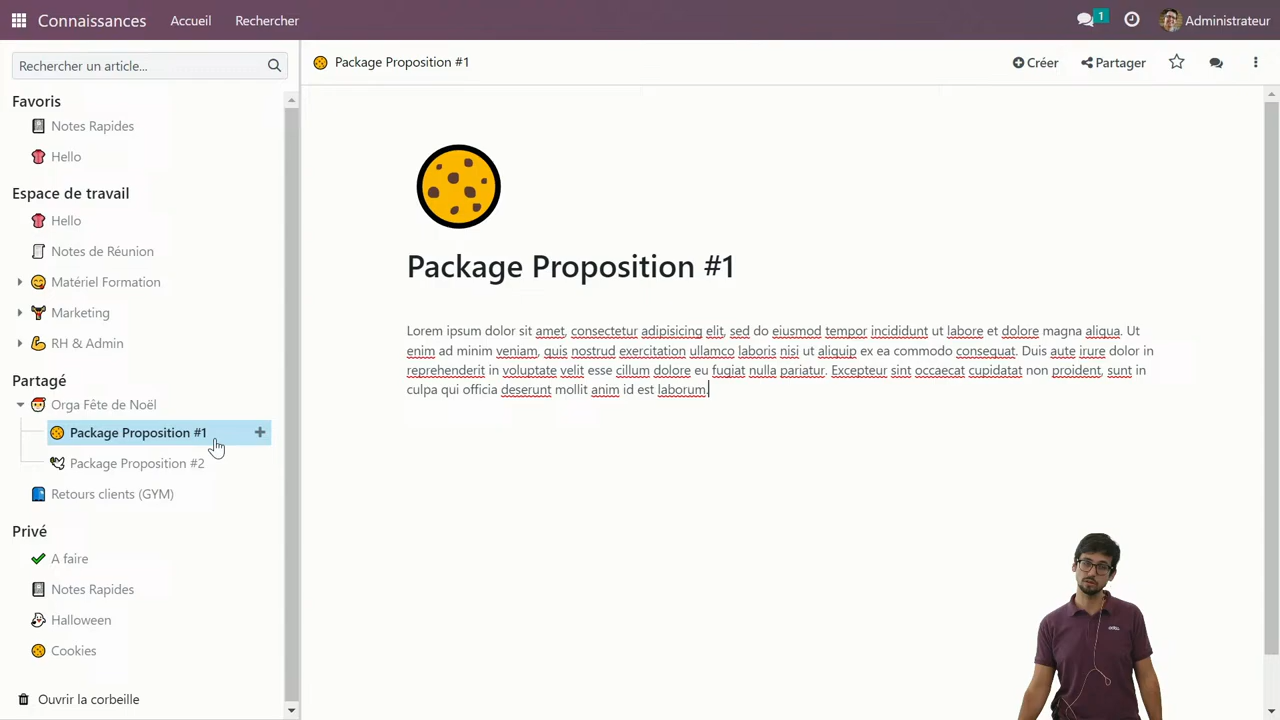 Connaissances Accueil Rechercher 1 Administrateur
Rechercher un article...
Favoris
Notes Rapides
Hello
Espace de travail
Hello
Notes de Réunion
Matériel Formation
Marketing
RH & Admin
Partagé
Orga Fête de Noël
Package Proposition #1
Package Proposition #2
Retours clients (GYM)
Privé
A faire
Notes Rapides
Halloween
Cookies
Ouvrir la corbeille
Package Proposition #1 Créer Partager
Package Proposition #1
Lorem ipsum dolor sit amet, consectetur adipisicing elit, sed do eiusmod tempor incididunt ut labore et dolore magna aliqua. Ut
enim ad minim veniam, quis nostrud exercitation ullamco laboris nisi ut aliquip ex ea commodo consequat. Duis aute irure dolor in
reprehenderit in voluptate velit esse cillum dolore eu fugiat nulla pariatur. Excepteur sint occaecat cupidatat non proident, sunt in
culpa qui officia deserunt mollit anim id est laborum.
odoo.